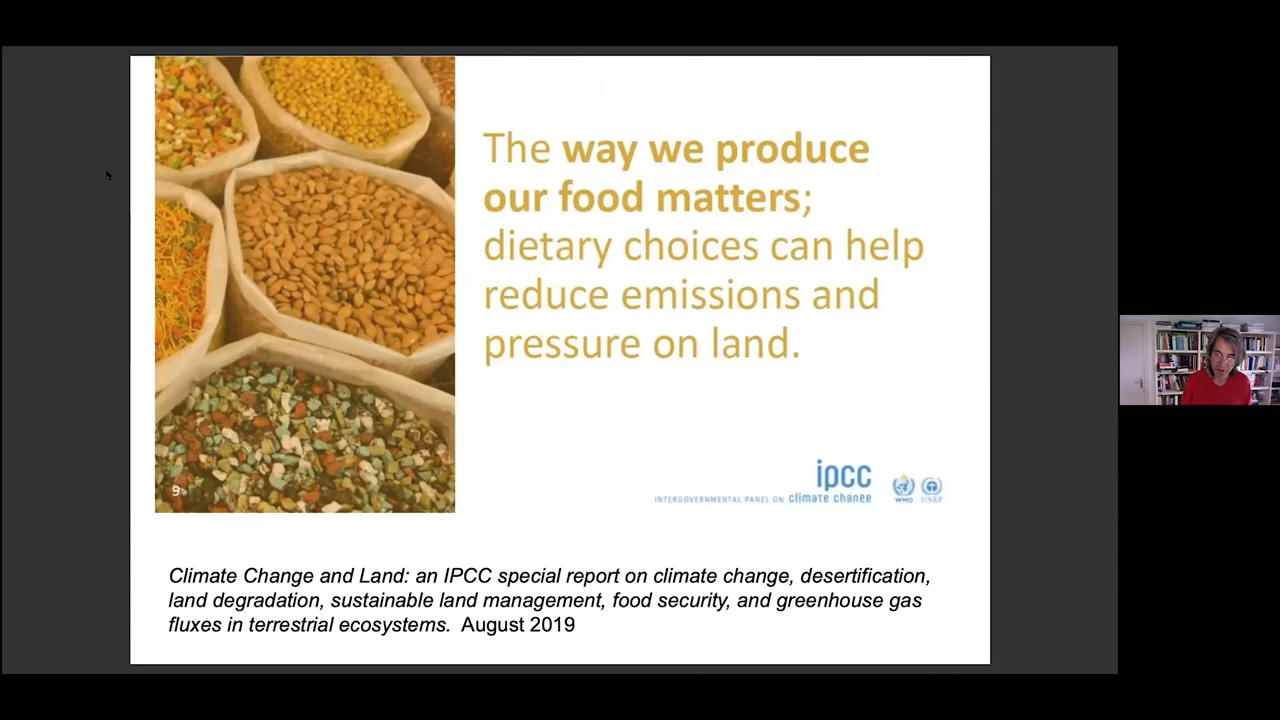 The way we produce
our food matters;
dietary choices can help
reduce emissions and
pressure on land.
9
ipcc
INTERGOVERNMENTAL PANEL ON climate change
WMO
UNEP
Climate Change and Land: an IPCC special report on climate change, desertification,
land degradation, sustainable land management, food security, and greenhouse gas
fluxes in terrestrial ecosystems. August 2019